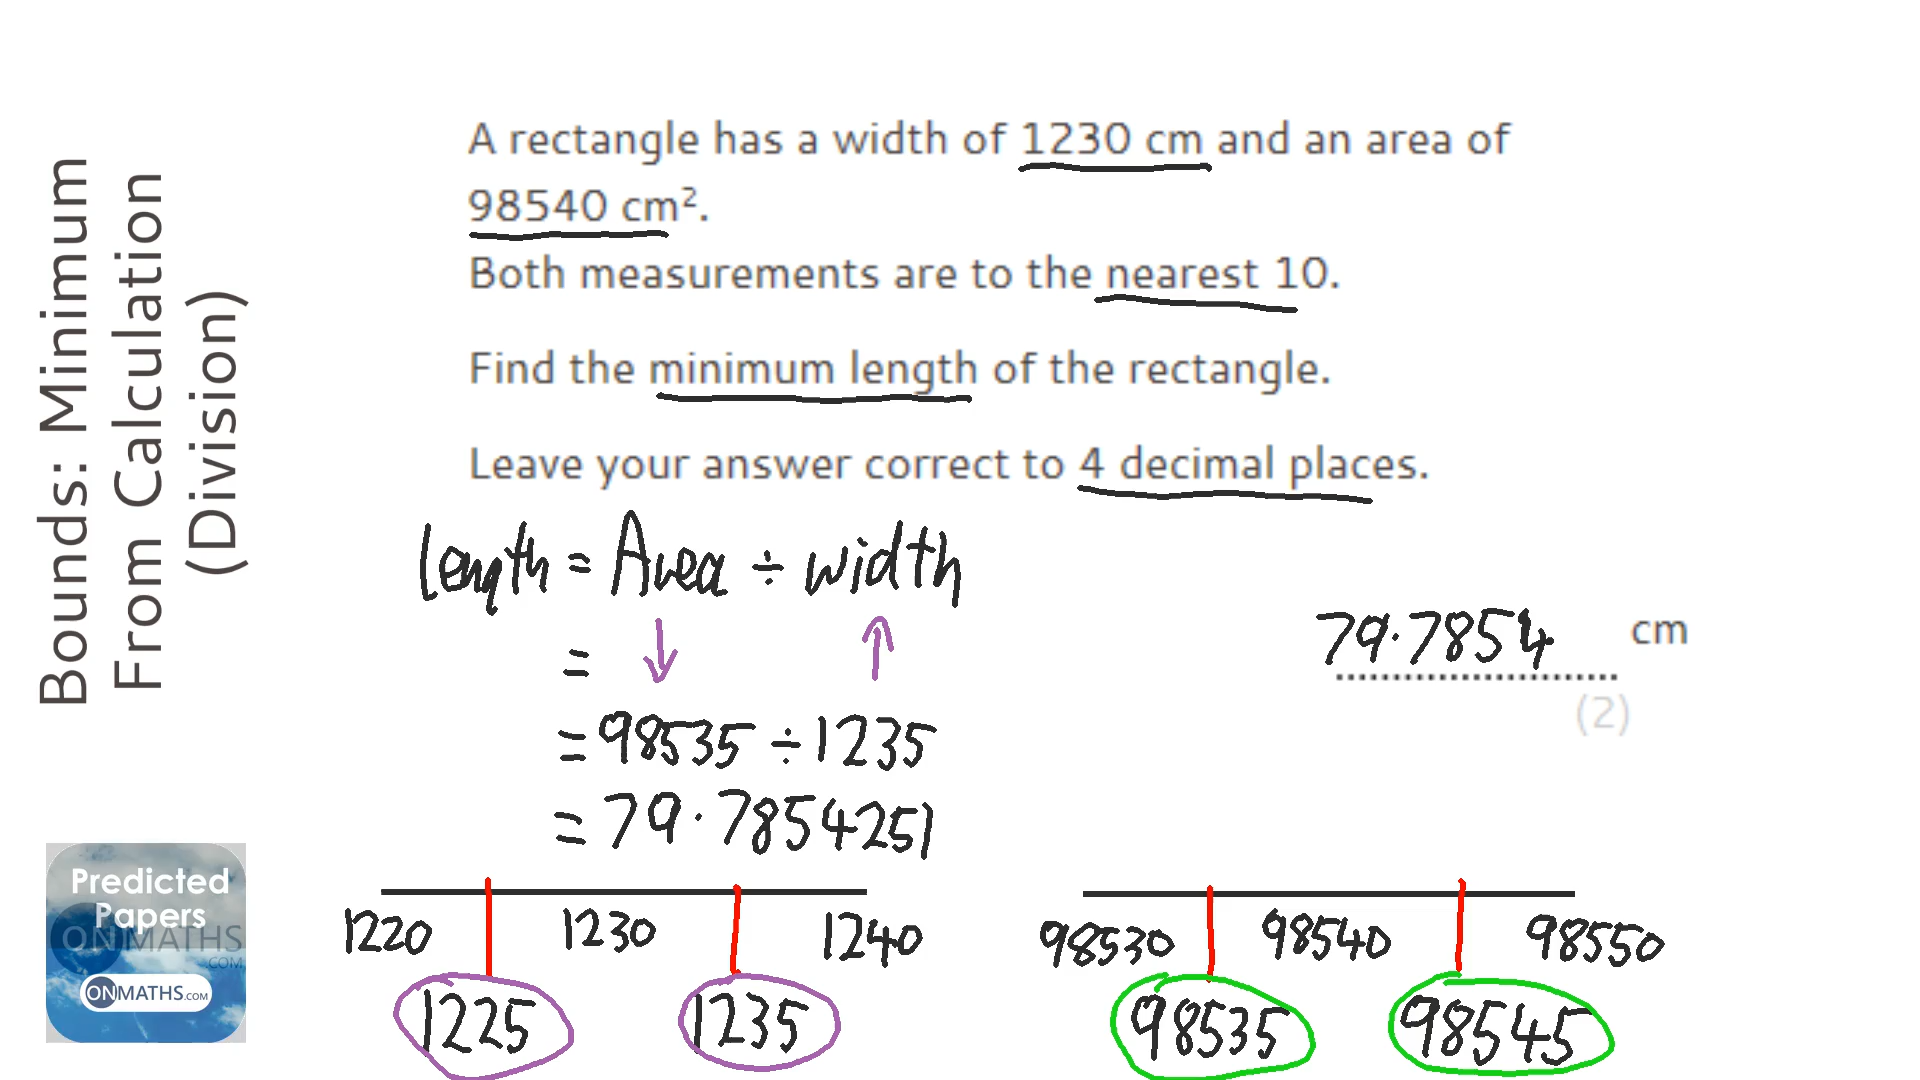 Bounds: Minimum
From Calculation
(Division)
A rectangle has a width of 1230 cm and an area of
98540 cm².
Both measurements are to the nearest 10.
Find the minimum length of the rectangle.
Leave your answer correct to 4 decimal places.
length = Area ÷ width
= ↓ ↑
= 98535 ÷ 1235
= 79.7854251
79.7854 cm
(2)
1220 1230 1240
1225 1235
98530 98540 98550
98535 98545
Predicted
Papers
ONMATHS
.COM
ONMATHS.COM